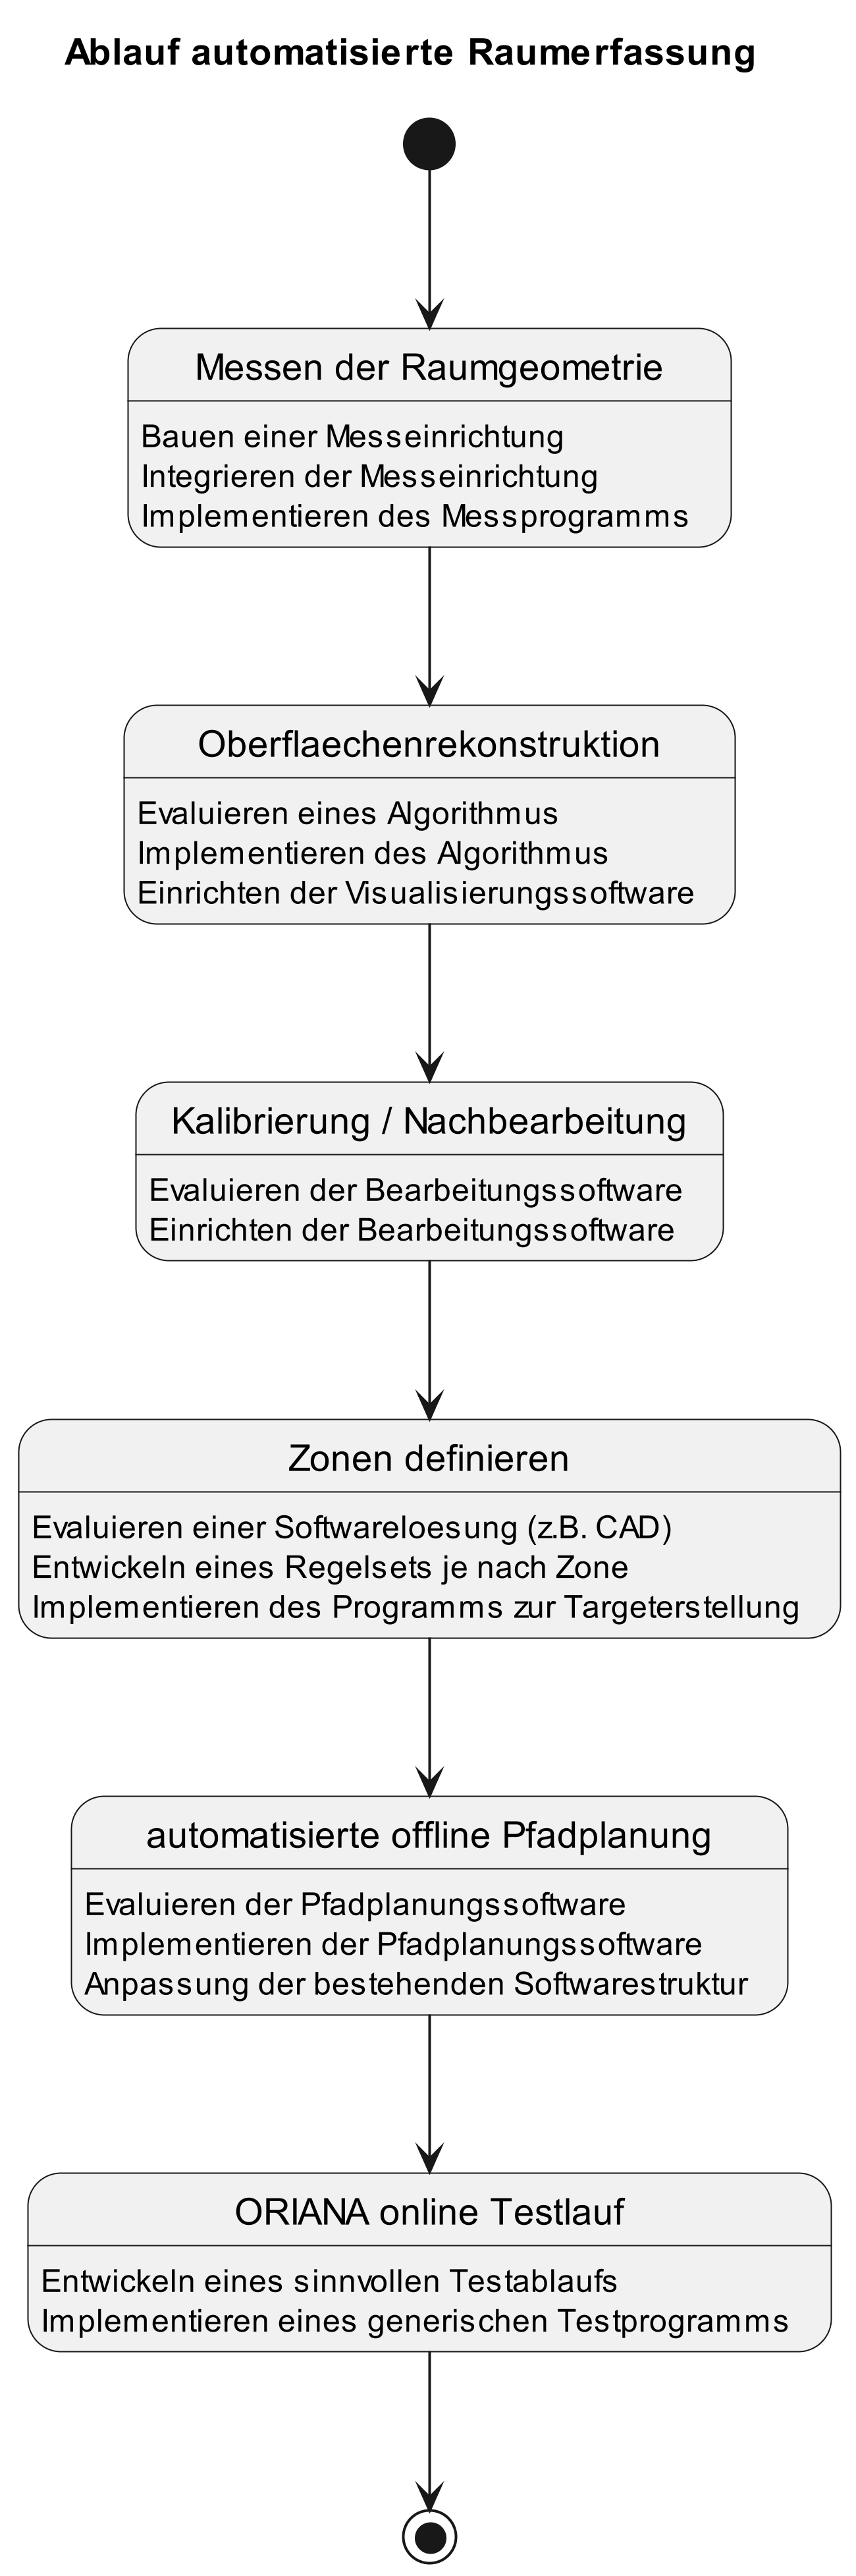 Ablauf automatisierte Raumerfassung
Messen der Raumgeometrie
Bauen einer Messeinrichtung
Integrieren der Messeinrichtung
Implementieren des Messprogramms
Oberflaechenrekonstruktion
Evaluieren eines Algorithmus
Implementieren des Algorithmus
Einrichten der Visualisierungssoftware
Kalibrierung / Nachbearbeitung
Evaluieren der Bearbeitungssoftware
Einrichten der Bearbeitungssoftware
Zonen definieren
Evaluieren einer Softwareloesung (z.B. CAD)
Entwickeln eines Regelsets je nach Zone
Implementieren des Programms zur Targeterstellung
automatisierte offline Pfadplanung
Evaluieren der Pfadplanungssoftware
Implementieren der Pfadplanungssoftware
Anpassung der bestehenden Softwarestruktur
ORIANA online Testlauf
Entwickeln eines sinnvollen Testablaufs
Implementieren eines generischen Testprogramms